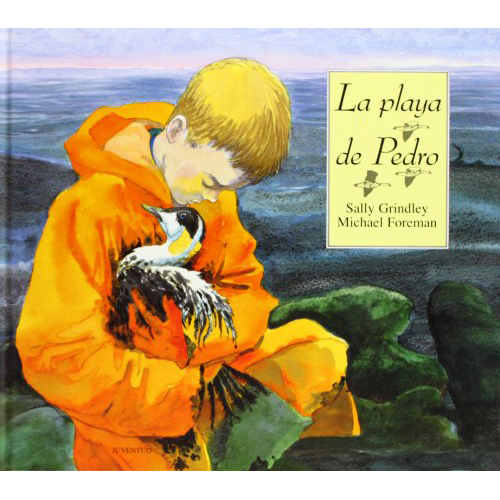 La playa
de Pedro
Sally Grindley
Michael Foreman
JUVENTUD